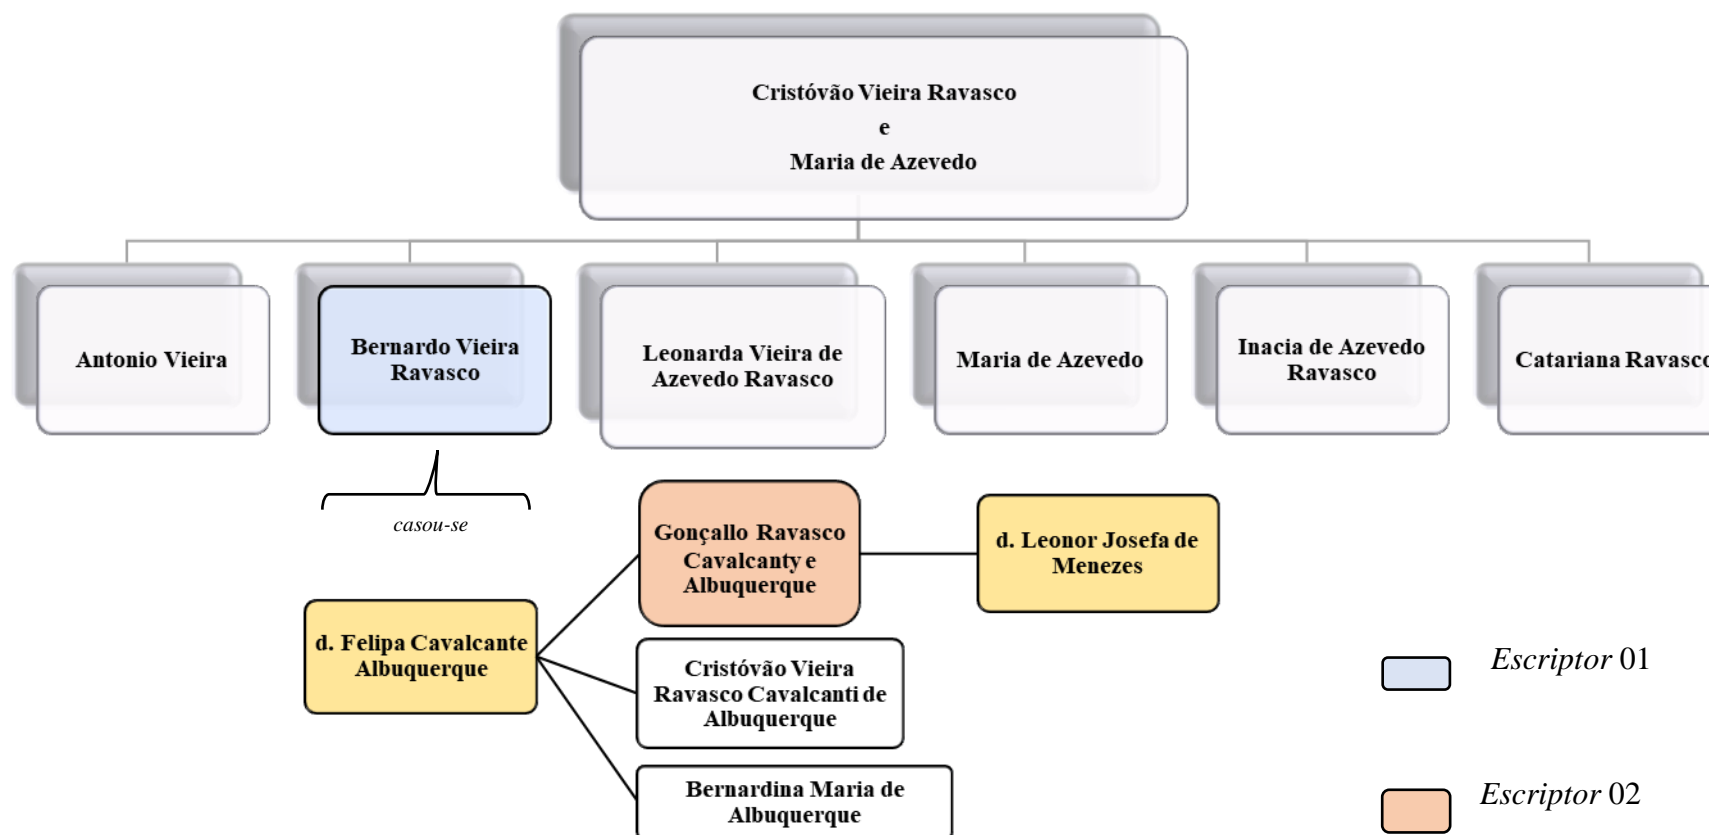 Cristóvão Vieira Ravasco
e
Maria de Azevedo
Antonio Vieira
Bernardo Vieira
Ravasco
Leonarda Vieira de
Azevedo Ravasco
Maria de Azevedo
Inacia de Azevedo
Ravasco
Catariana Ravasco
casou-se
Gonçallo Ravasco
Cavalcanty e
Albuquerque
d. Leonor Josefa de
Menezes
d. Felipa Cavalcante
Albuquerque
Cristóvão Vieira
Ravasco Cavalcanti de
Albuquerque
Bernardina Maria de
Albuquerque
Escriptor 01
Escriptor 02